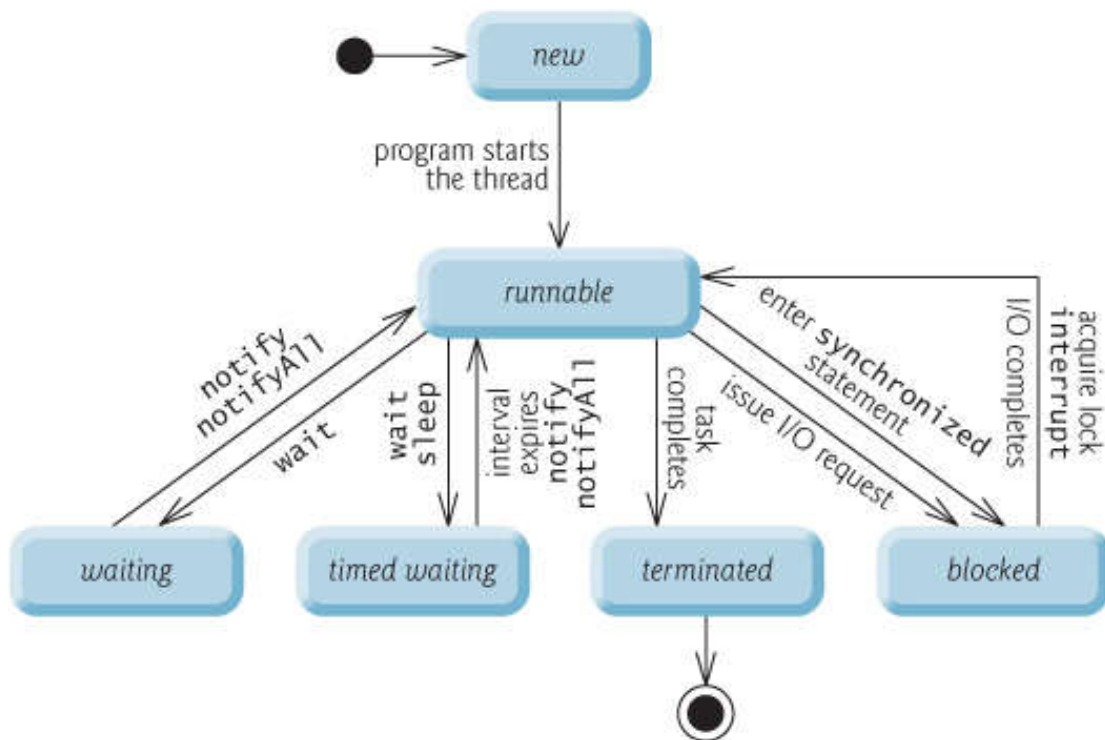 new
program starts
the thread
runnable
notify
notifyAll
wait
wait
sleep
interval
expires
notify
notifyAll
task
completes
issue I/O request
enter synchronized
statement
acquire lock
interrupt
I/O completes
waiting
timed waiting
terminated
blocked